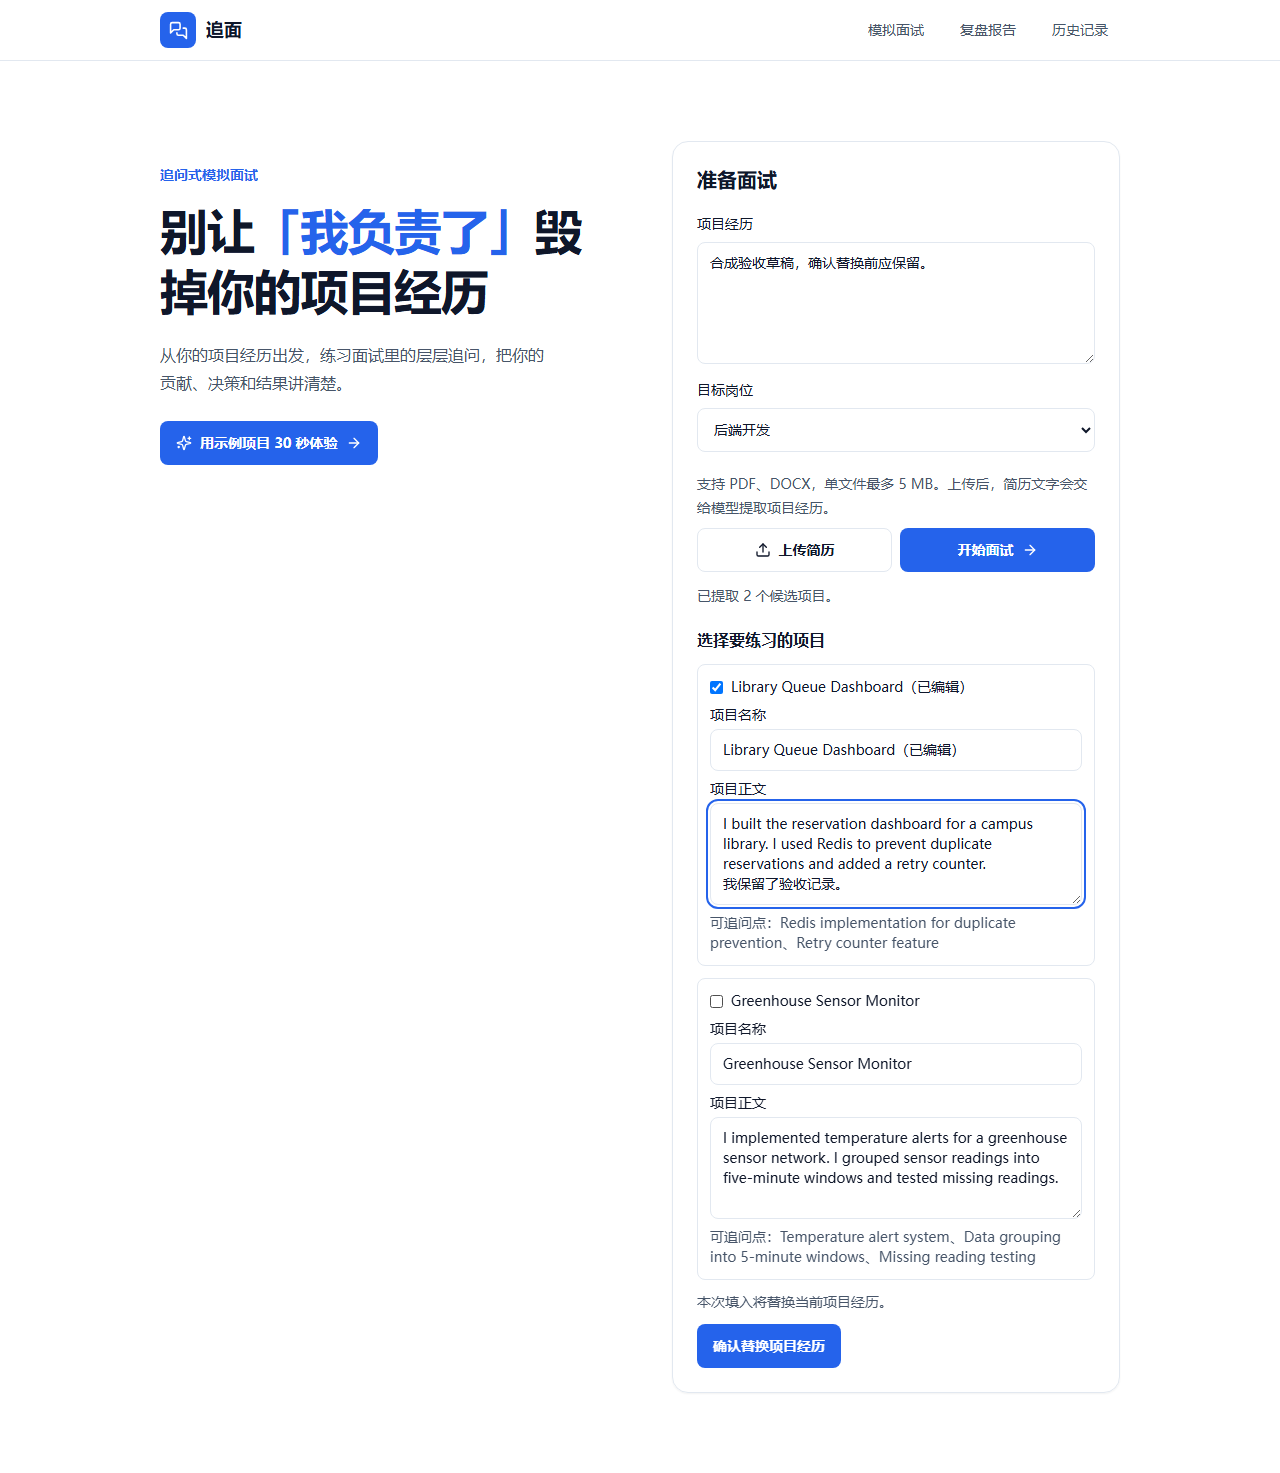 追面
模拟面试
复盘报告
历史记录
追问式模拟面试
别让「我负责了」毁
掉你的项目经历
从你的项目经历出发，练习面试里的层层追问，把你的
贡献、决策和结果讲清楚。
用示例项目 30 秒体验
准备面试
项目经历
合成验收草稿，确认替换前应保留。
目标岗位
后端开发
支持 PDF、DOCX，单文件最多 5 MB。上传后，简历文字会交
给模型提取项目经历。
上传简历
开始面试
已提取 2 个候选项目。
选择要练习的项目
Library Queue Dashboard（已编辑）
项目名称
Library Queue Dashboard（已编辑）
项目正文
I built the reservation dashboard for a campus
library. I used Redis to prevent duplicate
reservations and added a retry counter.
我保留了验收记录。
可追问点：Redis implementation for duplicate
prevention、Retry counter feature
Greenhouse Sensor Monitor
项目名称
Greenhouse Sensor Monitor
项目正文
I implemented temperature alerts for a greenhouse
sensor network. I grouped sensor readings into
five-minute windows and tested missing readings.
可追问点：Temperature alert system、Data grouping
into 5-minute windows、Missing reading testing
本次填入将替换当前项目经历。
确认替换项目经历